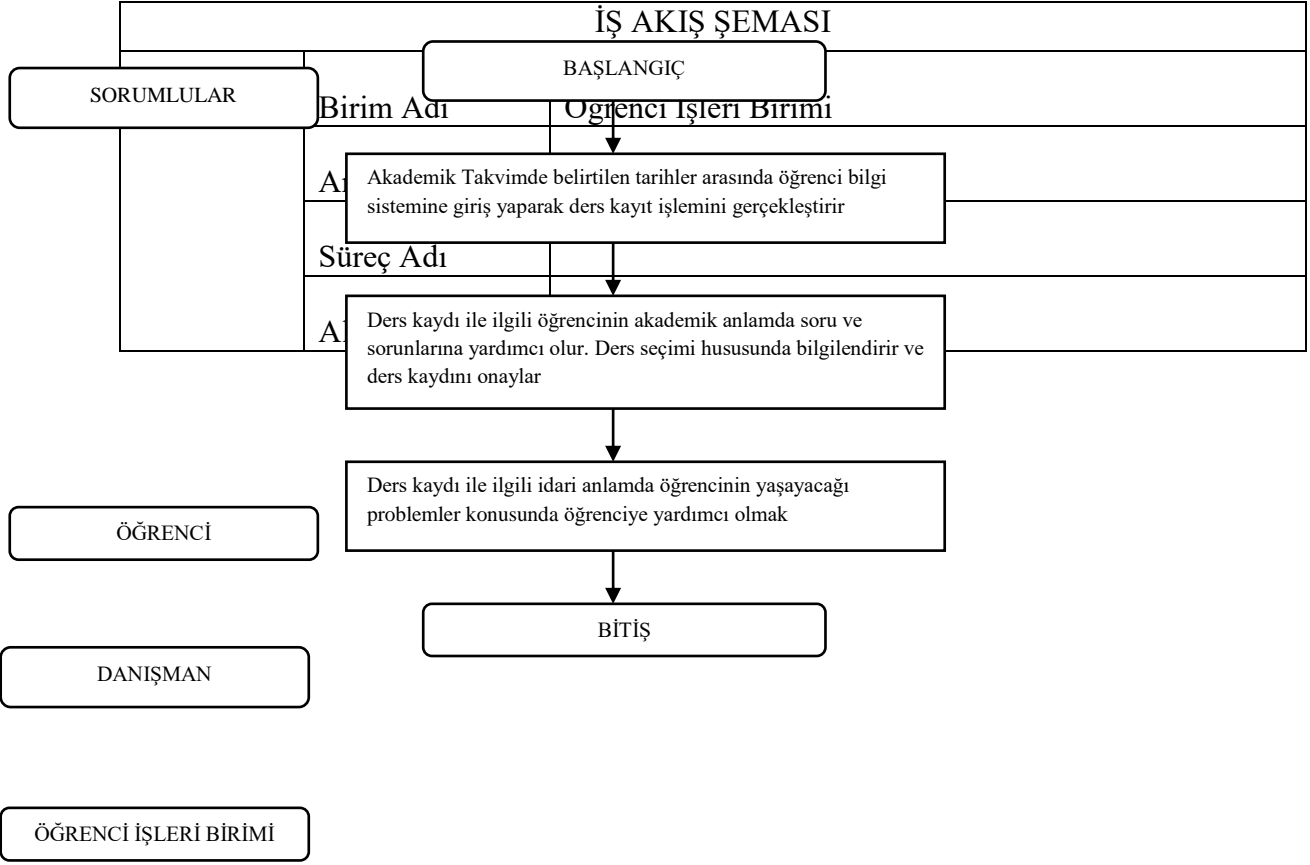 İŞ AKIŞ ŞEMASI
BAŞLANGIÇ
SORUMLULAR
Birim Adı
Öğrenci İşleri Birimi
Akademik Takvimde belirtilen tarihler arasında öğrenci bilgi
sistemine giriş yaparak ders kayıt işlemini gerçekleştirir
Süreç Adı
Ders kaydı ile ilgili öğrencinin akademik anlamda soru ve
sorunlarına yardımcı olur. Ders seçimi hususunda bilgilendirir ve
ders kaydını onaylar
Ders kaydı ile ilgili idari anlamda öğrencinin yaşayacağı
problemler konusunda öğrenciye yardımcı olmak
ÖĞRENCİ
BİTİŞ
DANIŞMAN
ÖĞRENCİ İŞLERİ BİRİMİ